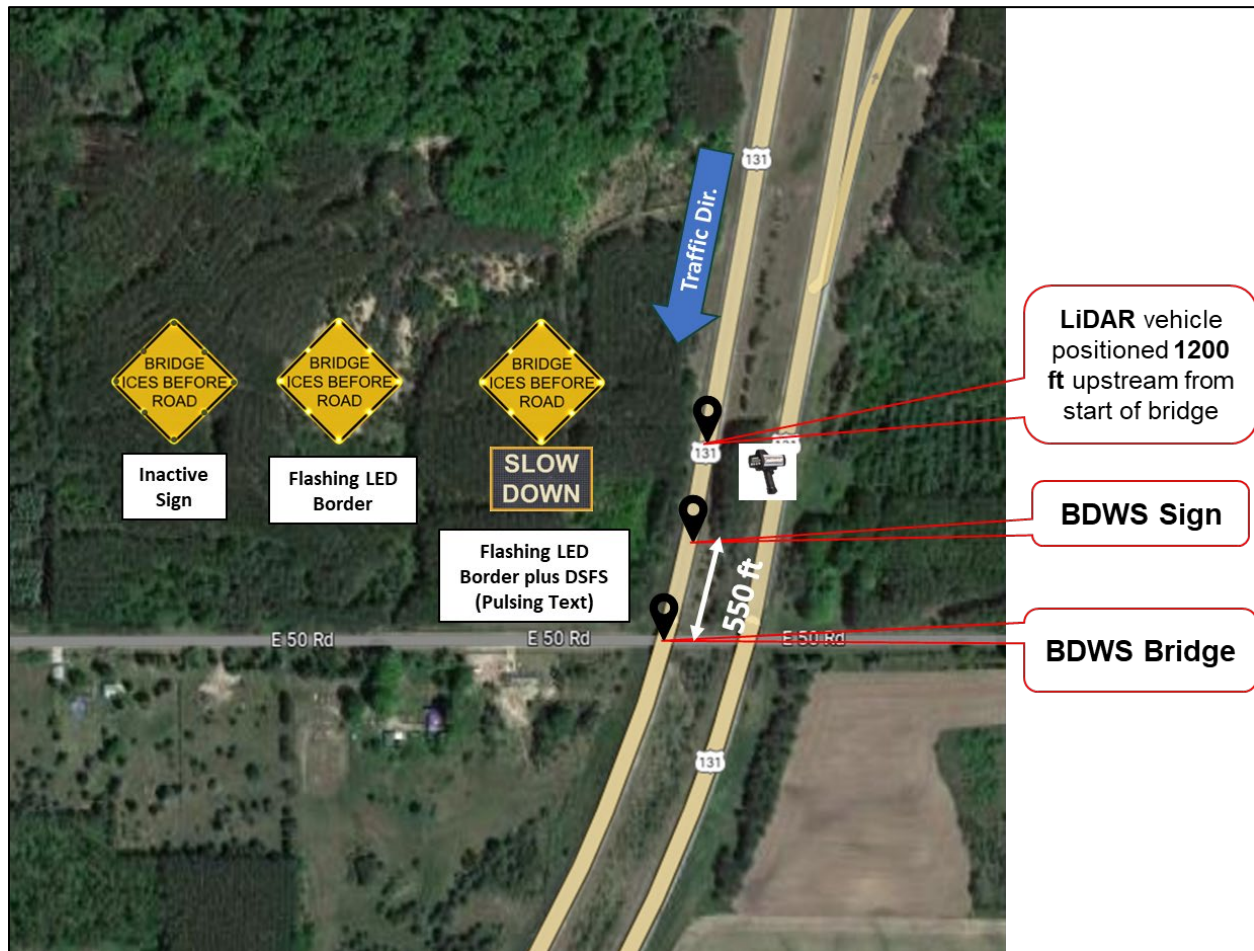 131
Traffic Dir.
BRIDGE
ICES BEFORE
ROAD
Inactive
Sign
BRIDGE
ICES BEFORE
ROAD
Flashing LED
Border
BRIDGE
ICES BEFORE
ROAD
SLOW
DOWN
Flashing LED
Border plus DSFS
(Pulsing Text)
131
LiDAR vehicle
positioned 1200
ft upstream from
start of bridge
BDWS Sign
550 ft
E 50 Rd
E 50 Rd
E 50 Rd
BDWS Bridge
131